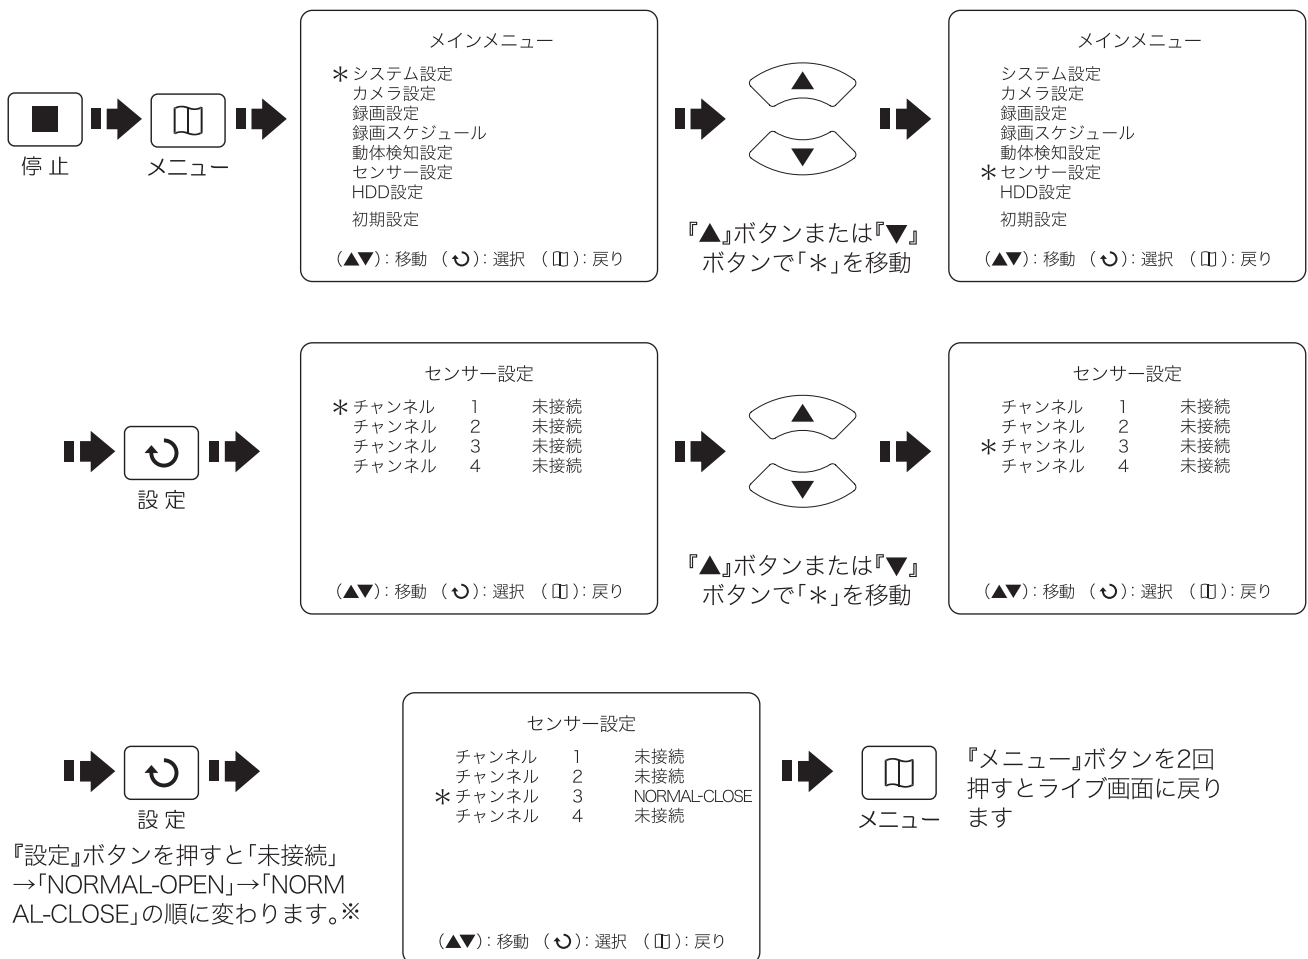 停 止
メニュー
メインメニュー
＊システム設定
カメラ設定
録画設定
録画スケジュール
動体検知設定
センサー設定
HDD設定
初期設定
(▲▼)：移動 (↻)：選択 (▯▯)：戻り
▲
▼
『▲』ボタンまたは『▼』
ボタンで「＊」を移動
メインメニュー
システム設定
カメラ設定
録画設定
録画スケジュール
動体検知設定
＊センサー設定
HDD設定
初期設定
(▲▼)：移動 (↻)：選択 (▯▯)：戻り
設 定
センサー設定
＊チャンネル 1 未接続
チャンネル 2 未接続
チャンネル 3 未接続
チャンネル 4 未接続
(▲▼)：移動 (↻)：選択 (▯▯)：戻り
▲
▼
『▲』ボタンまたは『▼』
ボタンで「＊」を移動
センサー設定
チャンネル 1 未接続
チャンネル 2 未接続
＊チャンネル 3 未接続
チャンネル 4 未接続
(▲▼)：移動 (↻)：選択 (▯▯)：戻り
設 定
『設定』ボタンを押すと「未接続」
→「NORMAL-OPEN」→「NORM
AL-CLOSE」の順に変わります。※
センサー設定
チャンネル 1 未接続
チャンネル 2 未接続
＊チャンネル 3 NORMAL-CLOSE
チャンネル 4 未接続
(▲▼)：移動 (↻)：選択 (▯▯)：戻り
メニュー
『メニュー』ボタンを2回
押すとライブ画面に戻り
ます